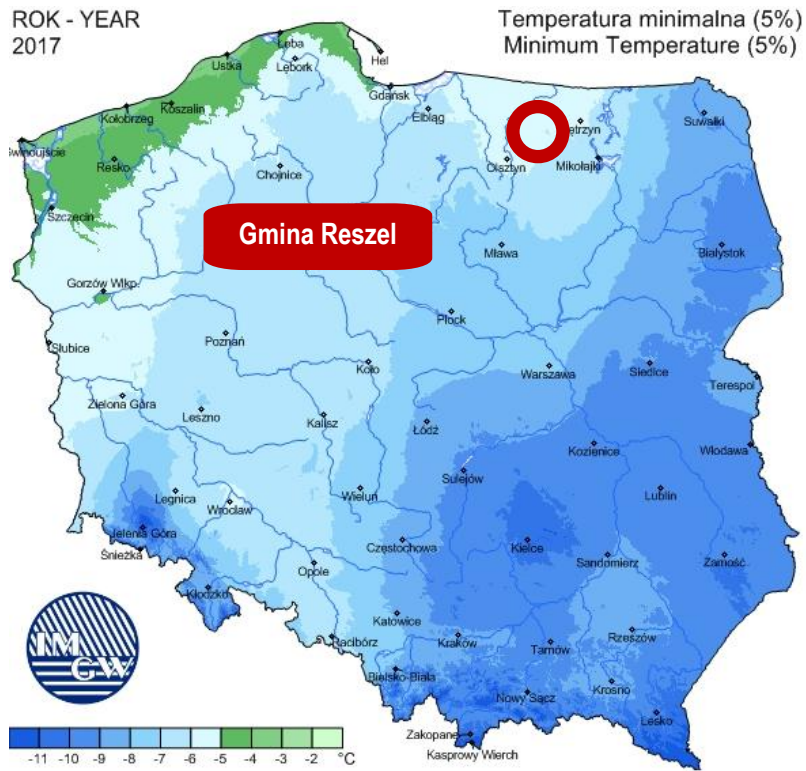 ROK - YEAR
2017
Temperatura minimalna (5%)
Minimum Temperature (5%)
Łeba
Hel
Ustka
Lębork
Gdańsk
Koszalin
Kołobrzeg
Elbląg
ętrzyn
Suwałki
Świnoujście
Resko
Chojnice
Olsztyn
Mikołajki
Szczecin
Gmina Reszel
Mława
Białystok
Gorzów Wlkp.
Płock
Słubice
Poznań
Koło
Warszawa
Siedlce
Terespol
Zielona Góra
Leszno
Kalisz
Łódź
Kozienice
Włodawa
Sulejów
Legnica
Wrocław
Wieluń
Lublin
Jelenia Góra
Śnieżka
Częstochowa
Kielce
Sandomierz
Zamość
Opole
Kłodzko
Katowice
Racibórz
Kraków
Tarnów
Rzeszów
Bielsko-Biała
Nowy Sącz
Krosno
Lesko
Zakopane
Kasprowy Wierch
IM
GW
-11 -10 -9 -8 -7 -6 -5 -4 -3 -2 °C